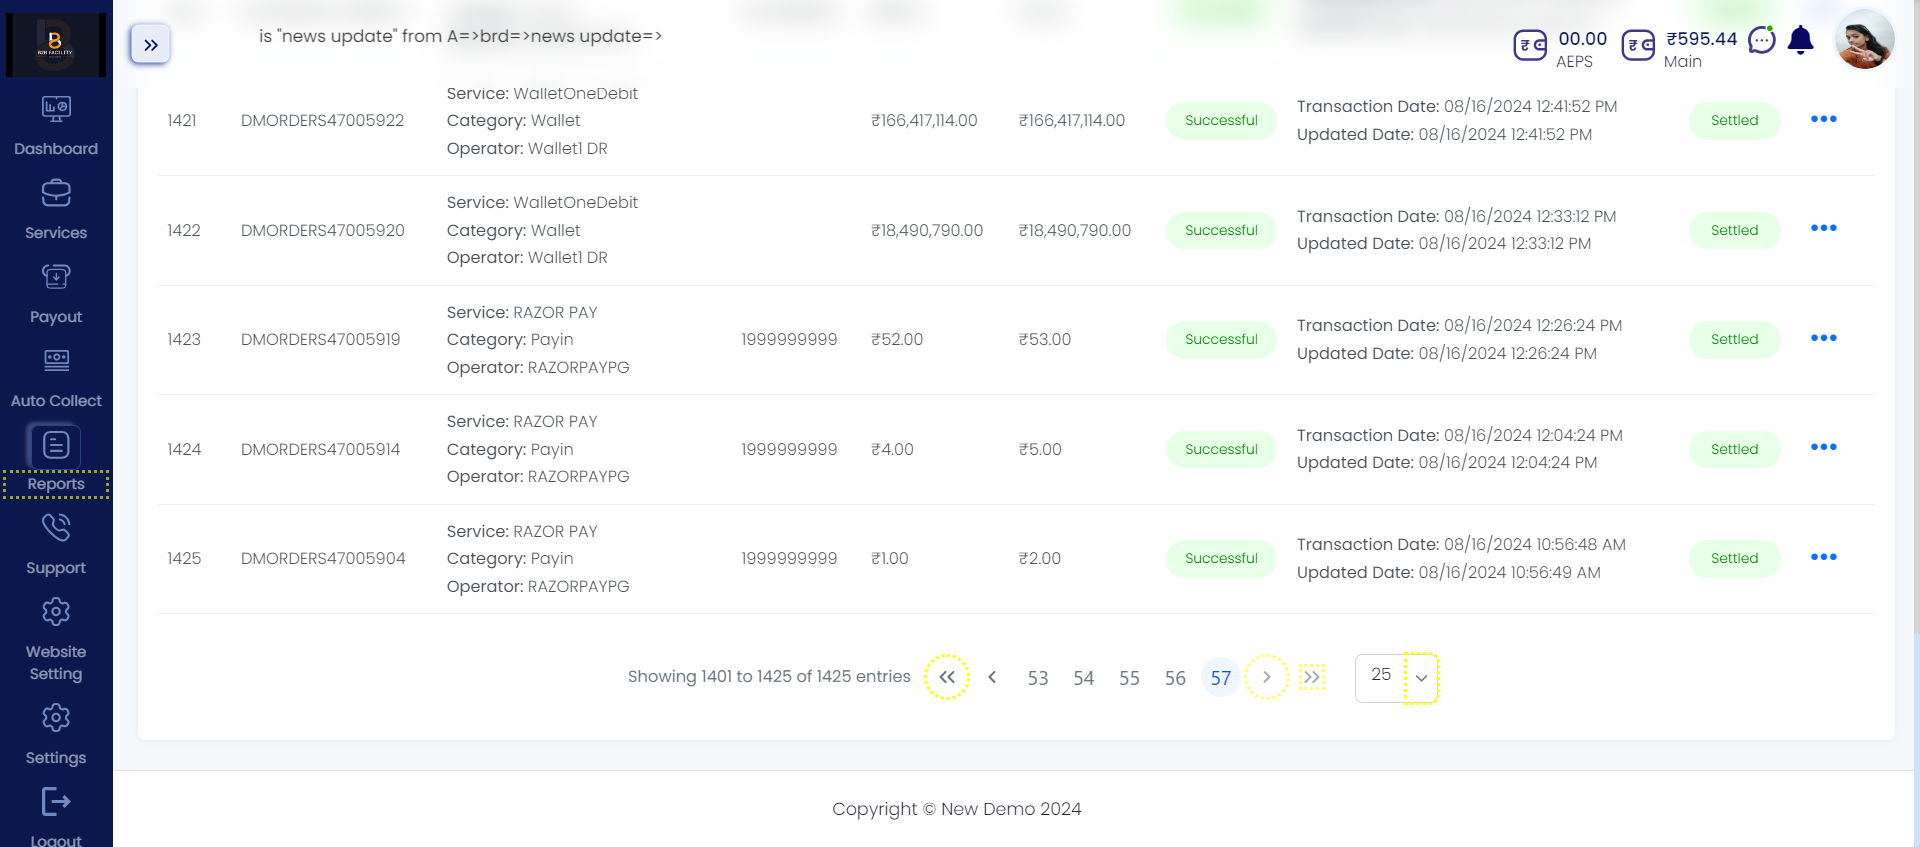 B2B FACILITY
is "news update" from A=>brd=>news update=>
00.00
AEPS
₹595.44
Main
Dashboard
Services
Payout
Auto Collect
Reports
Support
Website
Setting
Settings
Logout
1421 DMORDERS47005922 Service: WalletOneDebit
Category: Wallet
Operator: Wallet1 DR ₹166,417,114.00 ₹166,417,114.00 Successful Transaction Date: 08/16/2024 12:41:52 PM
Updated Date: 08/16/2024 12:41:52 PM Settled
1422 DMORDERS47005920 Service: WalletOneDebit
Category: Wallet
Operator: Wallet1 DR ₹18,490,790.00 ₹18,490,790.00 Successful Transaction Date: 08/16/2024 12:33:12 PM
Updated Date: 08/16/2024 12:33:12 PM Settled
1423 DMORDERS47005919 Service: RAZOR PAY
Category: Payin
Operator: RAZORPAYPG 1999999999 ₹52.00 ₹53.00 Successful Transaction Date: 08/16/2024 12:26:24 PM
Updated Date: 08/16/2024 12:26:24 PM Settled
1424 DMORDERS47005914 Service: RAZOR PAY
Category: Payin
Operator: RAZORPAYPG 1999999999 ₹4.00 ₹5.00 Successful Transaction Date: 08/16/2024 12:04:24 PM
Updated Date: 08/16/2024 12:04:24 PM Settled
1425 DMORDERS47005904 Service: RAZOR PAY
Category: Payin
Operator: RAZORPAYPG 1999999999 ₹1.00 ₹2.00 Successful Transaction Date: 08/16/2024 10:56:48 AM
Updated Date: 08/16/2024 10:56:49 AM Settled
Showing 1401 to 1425 of 1425 entries « ‹ 53 54 55 56 57 › » 25
Copyright © New Demo 2024